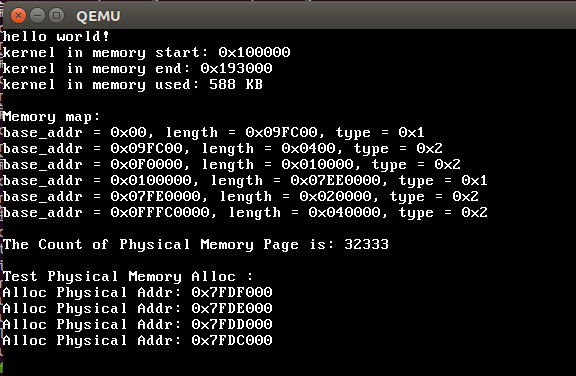 QEMU
hello world!
kernel in memory start: 0x100000
kernel in memory end: 0x193000
kernel in memory used: 588 KB
Memory map:
base_addr = 0x00, length = 0x09FC00, type = 0x1
base_addr = 0x09FC00, length = 0x0400, type = 0x2
base_addr = 0x0F0000, length = 0x010000, type = 0x2
base_addr = 0x0100000, length = 0x07EE0000, type = 0x1
base_addr = 0x07FE0000, length = 0x020000, type = 0x2
base_addr = 0x0FFFC0000, length = 0x040000, type = 0x2
The Count of Physical Memory Page is: 32333
Test Physical Memory Alloc :
Alloc Physical Addr: 0x7FDF000
Alloc Physical Addr: 0x7FDE000
Alloc Physical Addr: 0x7FDD000
Alloc Physical Addr: 0x7FDC000